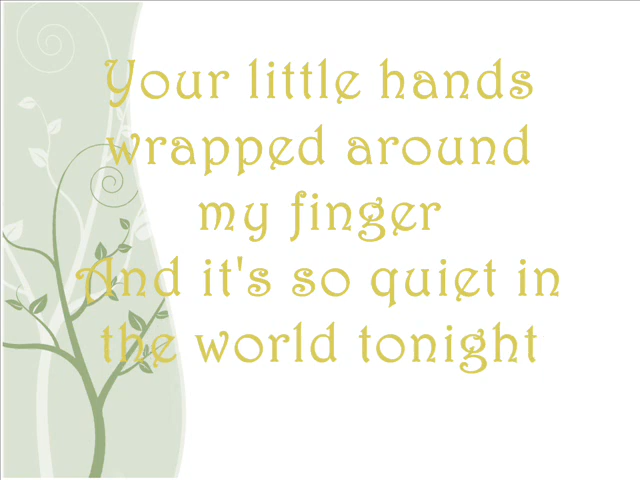 Your little hands
wrapped around
my finger
And it's so quiet in
the world tonight